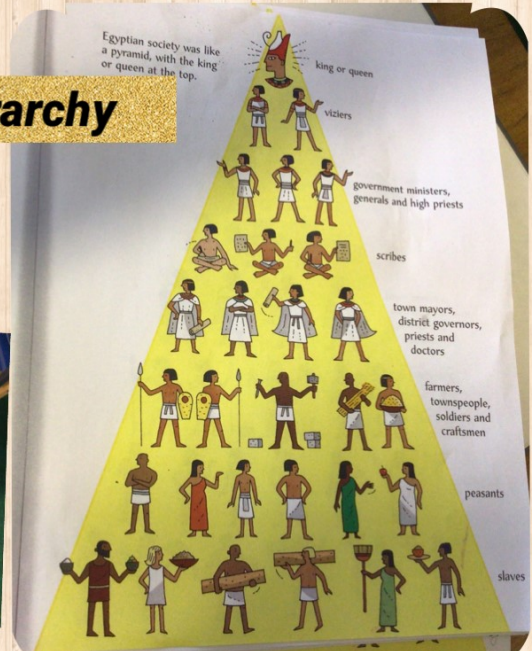 Egyptian society was like
a pyramid, with the king
or queen at the top.
archy
king or queen
viziers
government ministers,
generals and high priests
scribes
town mayors,
district governors,
priests and
doctors
farmers,
townspeople,
soldiers and
craftsmen
peasants
slaves